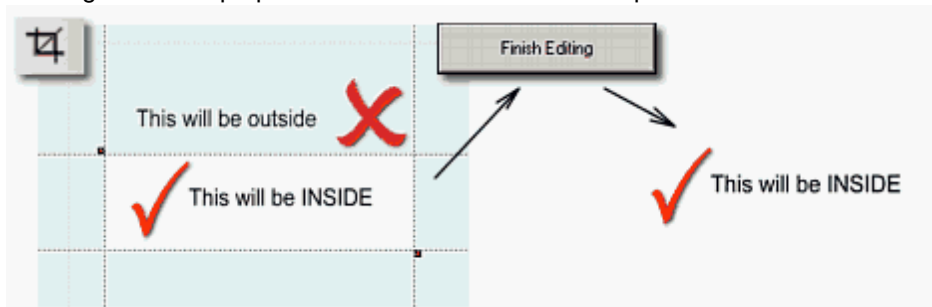 Finish Editing
This will be outside
This will be INSIDE
This will be INSIDE